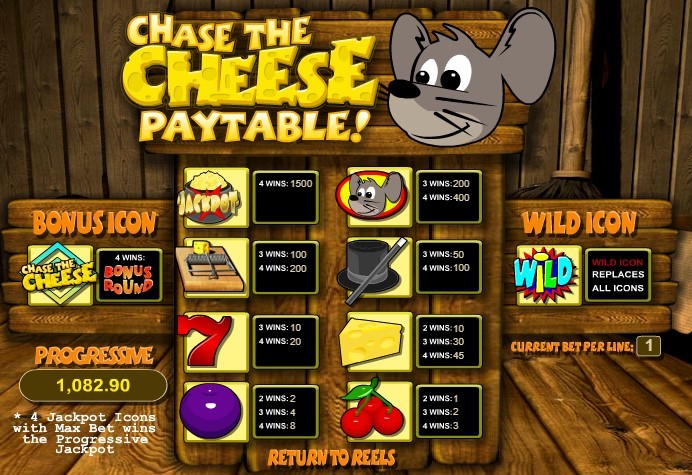 CHASE THE
CHEESE
PAYTABLE!
BONUS ICON
CHASE THE
CHEESE
4 WINS:
BONUS
ROUND
PROGRESSIVE
1,082.90
* 4 Jackpot Icons
with Max Bet wins
the Progressive
Jackpot
JACKPOT
4 WINS: 1500
3 WINS: 200
4 WINS: 400
3 WINS: 100
4 WINS: 200
3 WINS: 50
4 WINS: 100
7
3 WINS: 10
4 WINS: 20
2 WINS: 10
3 WINS: 30
4 WINS: 45
2 WINS: 2
3 WINS: 4
4 WINS: 8
2 WINS: 1
3 WINS: 2
4 WINS: 3
RETURN TO REELS
WILD ICON
WILD
WILD ICON
REPLACES
ALL ICONS
CURRENT BET PER LINE: 1